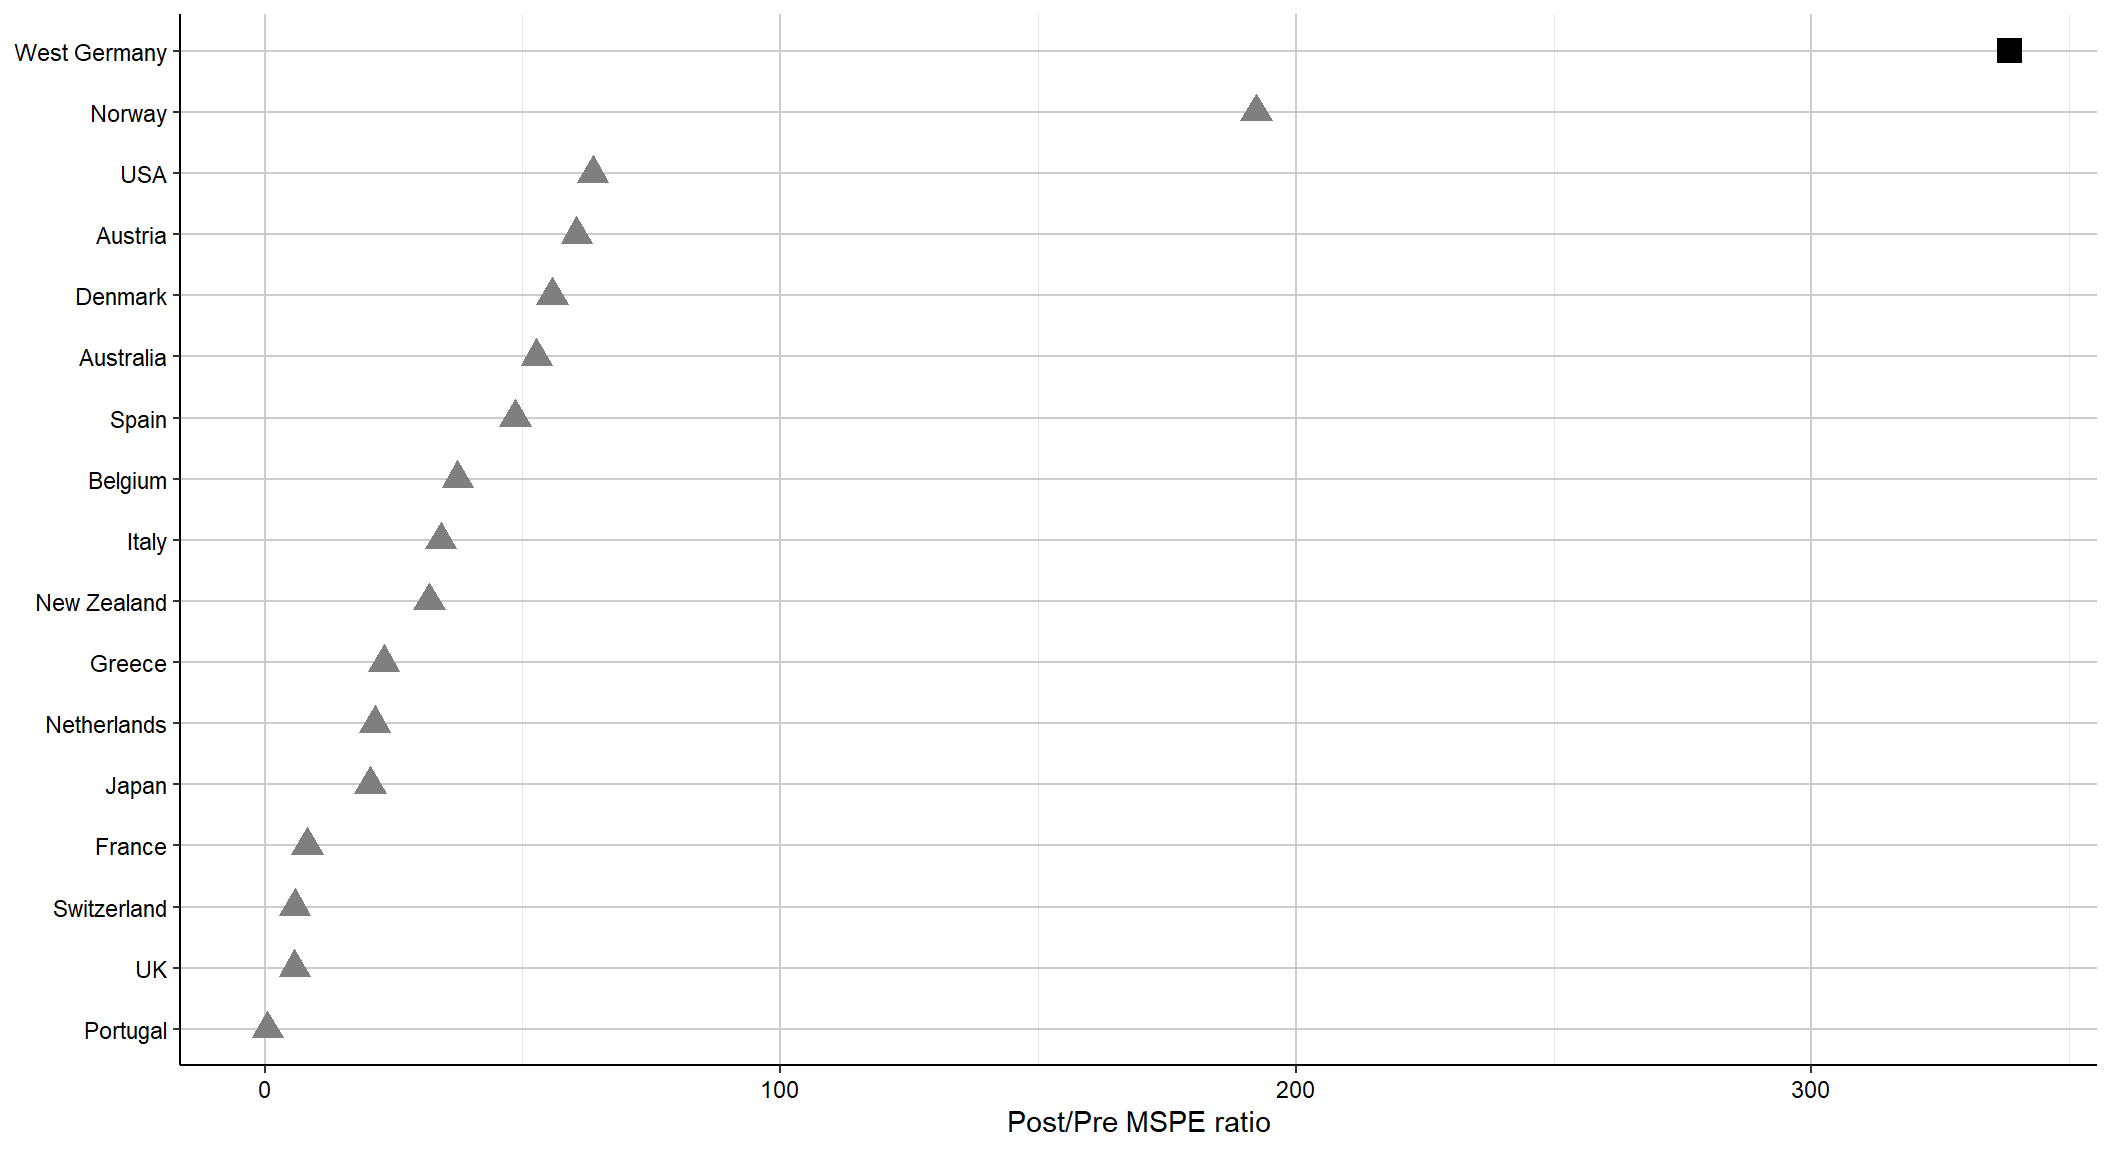 West Germany
Norway
USA
Austria
Denmark
Australia
Spain
Belgium
Italy
New Zealand
Greece
Netherlands
Japan
France
Switzerland
UK
Portugal
0 100 200 300
Post/Pre MSPE ratio